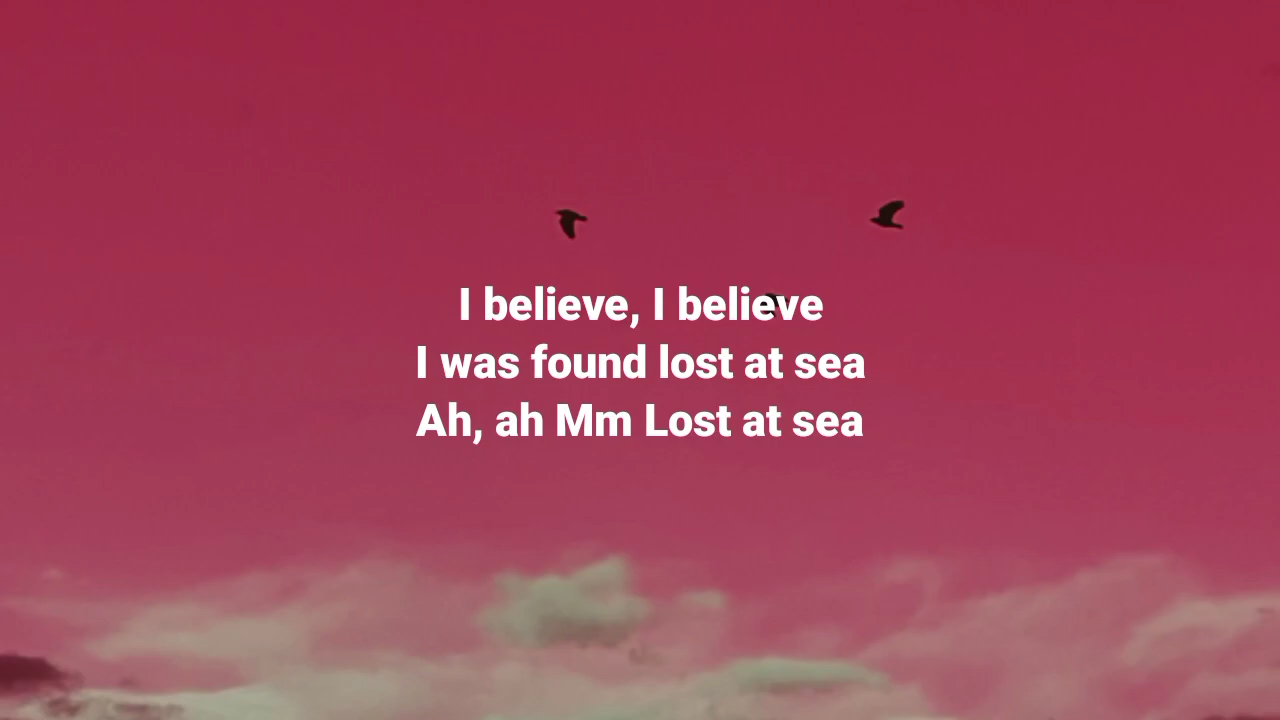 I believe, I believe
I was found lost at sea
Ah, ah Mm Lost at sea